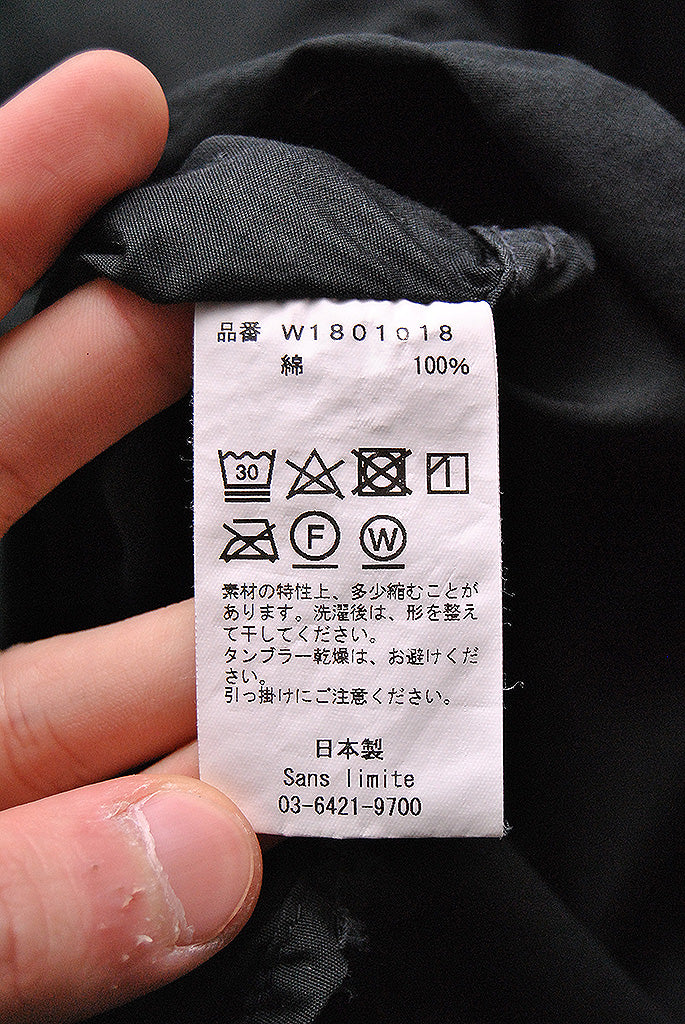 品番 W1801018
綿 100%
30
F W
素材の特性上、多少縮むことが
あります。洗濯後は、形を整え
て干してください。
タンブラー乾燥は、お避けくだ
さい。
引っ掛けにご注意ください。
日本製
Sans limite
03-6421-9700